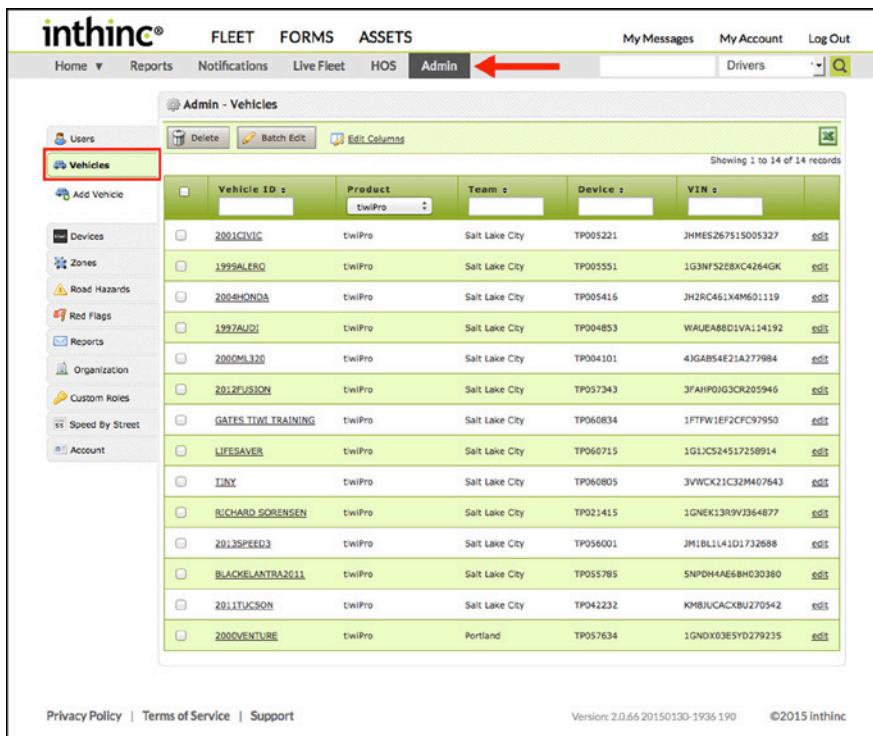 inthinc®
FLEET FORMS ASSETS
My Messages My Account Log Out
Home ▼ Reports Notifications Live Fleet HOS Admin
Drivers
Admin - Vehicles
Users
Vehicles
Add Vehicle
Devices
Zones
Road Hazards
Red Flags
Reports
Organization
Custom Roles
Speed By Street
Account
Delete Batch Edit Edit Columns
Showing 1 to 14 of 14 records
Vehicle ID Product Team Device VIN
tiwiPro
2001CIVIC tiwiPro Salt Lake City TP005221 JHMES26751S005327 edit
1999ALERO tiwiPro Salt Lake City TP005551 1G3NF52E8XC4264GK edit
2004HONDA tiwiPro Salt Lake City TP005416 JH2RC461X4M601119 edit
1997AUDI tiwiPro Salt Lake City TP004853 WAUEA88D1VA114192 edit
2000ML320 tiwiPro Salt Lake City TP004101 4JGAB54E21A277984 edit
2012FUSION tiwiPro Salt Lake City TP057343 3FAHP0JG3CR205946 edit
GATES TIWI TRAINING tiwiPro Salt Lake City TP060834 1FTFW1EF2CFC97950 edit
LIFESAVER tiwiPro Salt Lake City TP060715 1G1JC524517258914 edit
TINY tiwiPro Salt Lake City TP060805 3VWCK21C32M407643 edit
RICHARD SORENSEN tiwiPro Salt Lake City TP021415 1GNEK13R9VJ364877 edit
2013SPEED3 tiwiPro Salt Lake City TP056001 JM1BL1L41D1732688 edit
BLACKELANTRA2011 tiwiPro Salt Lake City TP055785 5NPDH4AE6BH030380 edit
2011TUCSON tiwiPro Salt Lake City TP042232 KM8JUCACXBU270542 edit
2000VENTURE tiwiPro Portland TP057634 1GNDX03E5YD279235 edit
Privacy Policy | Terms of Service | Support
Version: 2.0.66 20150130-1936 190 ©2015 inthinc